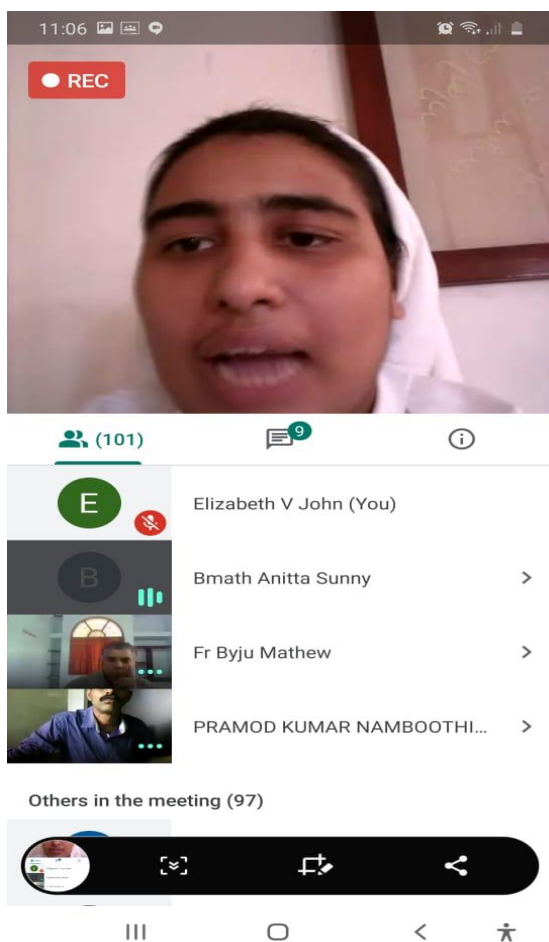 11:06
REC
(101)
9
E
Elizabeth V John (You)
B
Bmath Anitta Sunny
Fr Byju Mathew
PRAMOD KUMAR NAMBOOTHI...
Others in the meeting (97)